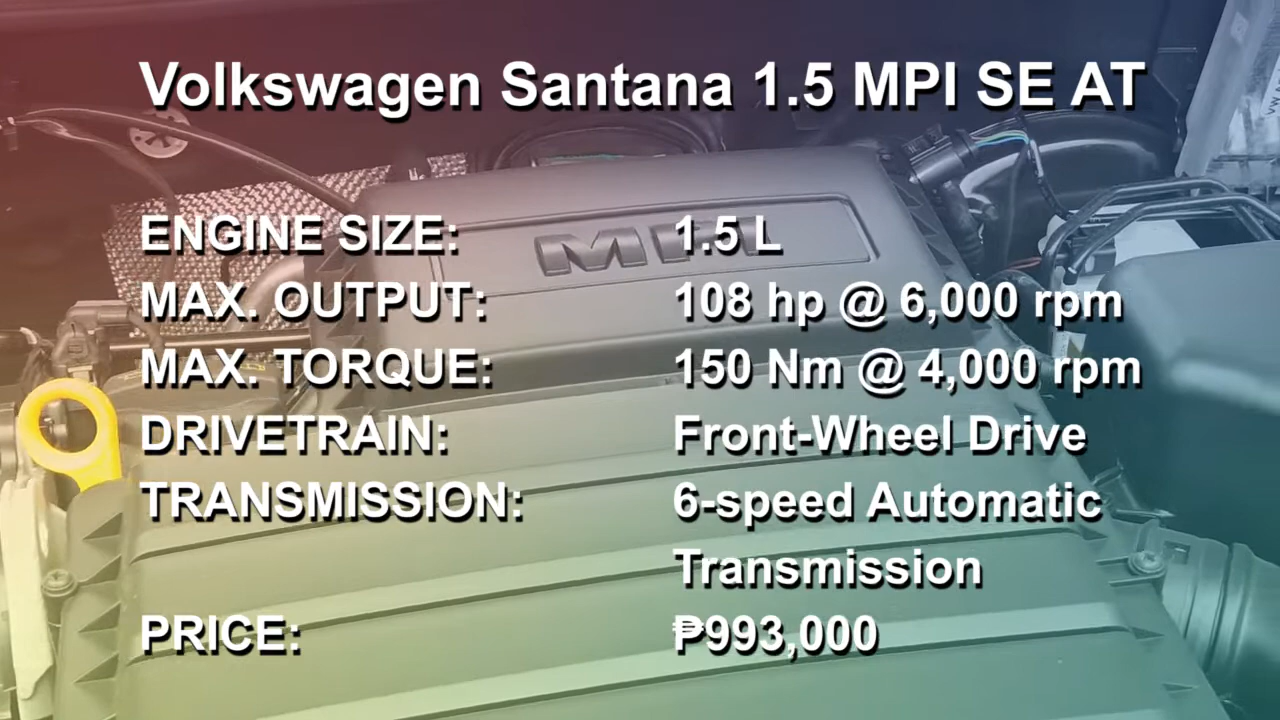 Volkswagen Santana 1.5 MPI SE AT
ENGINE SIZE: 1.5 L
MAX. OUTPUT: 108 hp @ 6,000 rpm
MAX. TORQUE: 150 Nm @ 4,000 rpm
DRIVETRAIN: Front-Wheel Drive
TRANSMISSION: 6-speed Automatic
Transmission
PRICE: ₱993,000
MPI